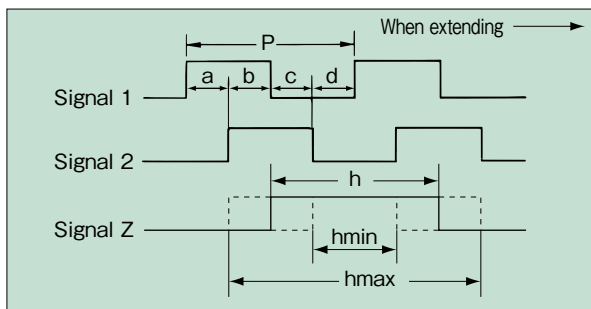 When extending
P
a b c d
Signal 1
Signal 2
h
Signal Z
hmin
hmax